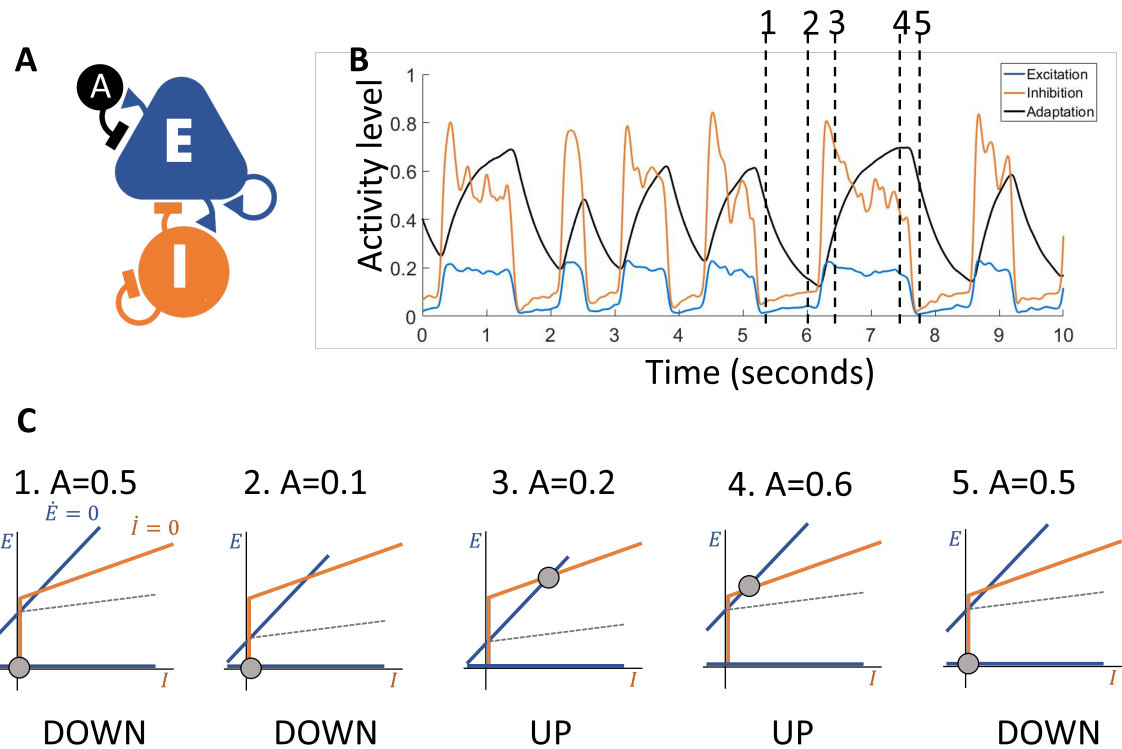 A
A
E
I
B
1 2 3 4 5
Activity level
1
0.8
0.6
0.4
0.2
0
0 1 2 3 4 5 6 7 8 9 10
Time (seconds)
Excitation
Inhibition
Adaptation
C
1. A=0.5
2. A=0.1
3. A=0.2
4. A=0.6
5. A=0.5
Ė = 0
İ = 0
E E E E E
I I I I I
DOWN DOWN UP UP DOWN